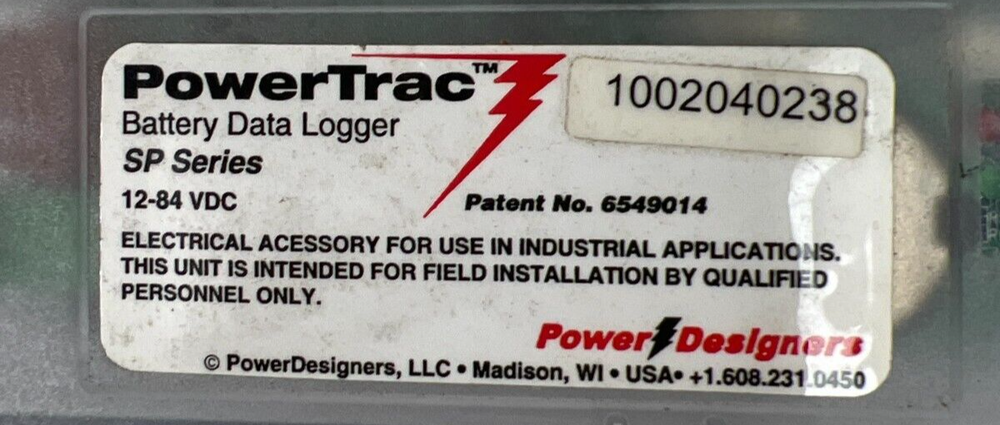 PowerTrac™
1002040238
Battery Data Logger
SP Series
12-84 VDC
Patent No. 6549014
ELECTRICAL ACESSORY FOR USE IN INDUSTRIAL APPLICATIONS.
THIS UNIT IS INTENDED FOR FIELD INSTALLATION BY QUALIFIED
PERSONNEL ONLY.
Power Designers
© PowerDesigners, LLC • Madison, WI • USA• +1.608.231.0450